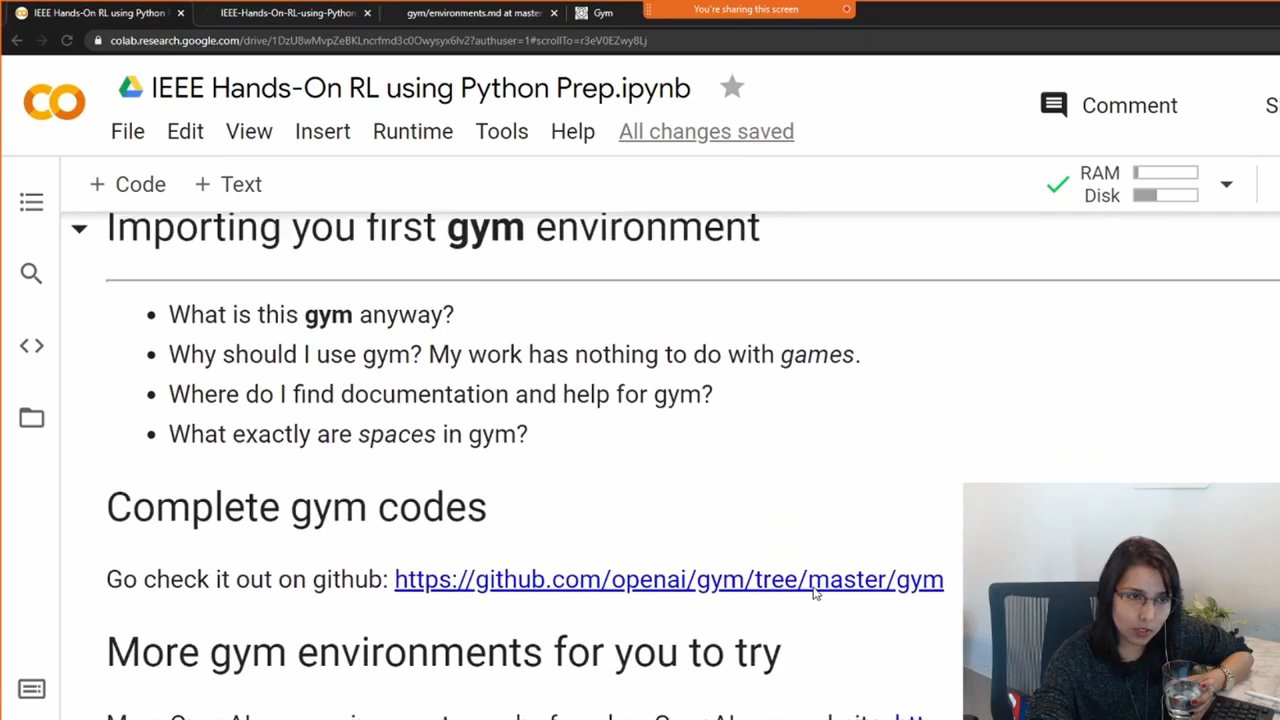 IEEE Hands-On RL using Python
IEEE-Hands-On-RL-using-Python
gym/environments.md at master
Gym
You're sharing this screen
colab.research.google.com/drive/1DzU8wMvpZeBKLncrfmd3c0Owysyx6lv2?authuser=1#scrollTo=r3eV0EZwy8Lj
IEEE Hands-On RL using Python Prep.ipynb
Comment
File Edit View Insert Runtime Tools Help All changes saved
+ Code + Text
RAM
Disk
Importing you first gym environment
• What is this gym anyway?
• Why should I use gym? My work has nothing to do with games.
• Where do I find documentation and help for gym?
• What exactly are spaces in gym?
Complete gym codes
Go check it out on github: https://github.com/openai/gym/tree/master/gym
More gym environments for you to try